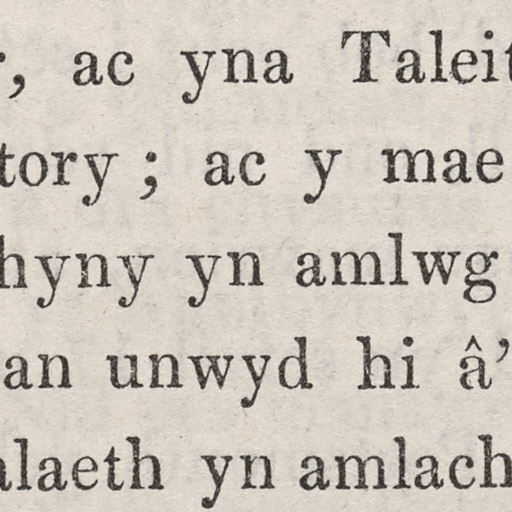 , ac yna Taleit
tory ; ac y mae
hyny yn amlwg
an unwyd hi â’
alaeth yn amlach